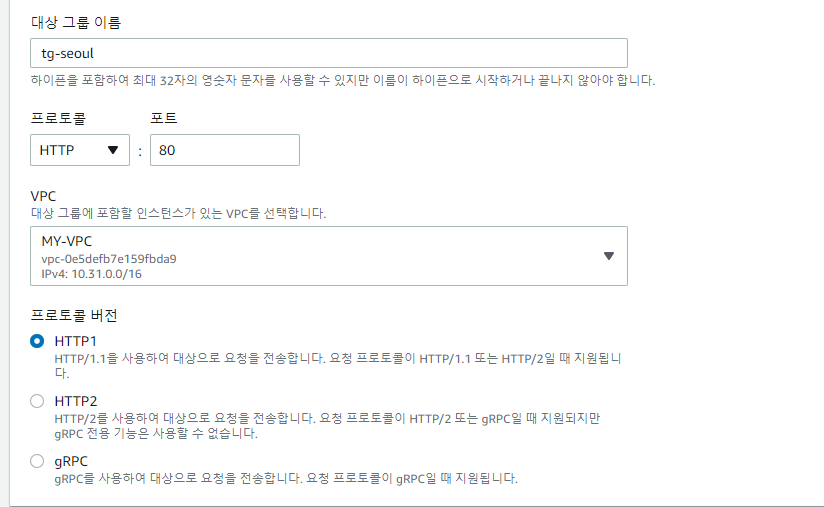 대상 그룹 이름
tg-seoul
하이픈을 포함하여 최대 32자의 영숫자 문자를 사용할 수 있지만 이름이 하이픈으로 시작하거나 끝나지 않아야 합니다.
프로토콜 포트
HTTP : 80
VPC
대상 그룹에 포함할 인스턴스가 있는 VPC를 선택합니다.
MY-VPC
vpc-0e5defb7e159fbda9
IPv4: 10.31.0.0/16
프로토콜 버전
HTTP1
HTTP/1.1을 사용하여 대상으로 요청을 전송합니다. 요청 프로토콜이 HTTP/1.1 또는 HTTP/2일 때 지원됩니
다.
HTTP2
HTTP/2를 사용하여 대상으로 요청을 전송합니다. 요청 프로토콜이 HTTP/2 또는 gRPC일 때 지원되지만
gRPC 전용 기능은 사용할 수 없습니다.
gRPC
gRPC를 사용하여 대상으로 요청을 전송합니다. 요청 프로토콜이 gRPC일 때 지원됩니다.